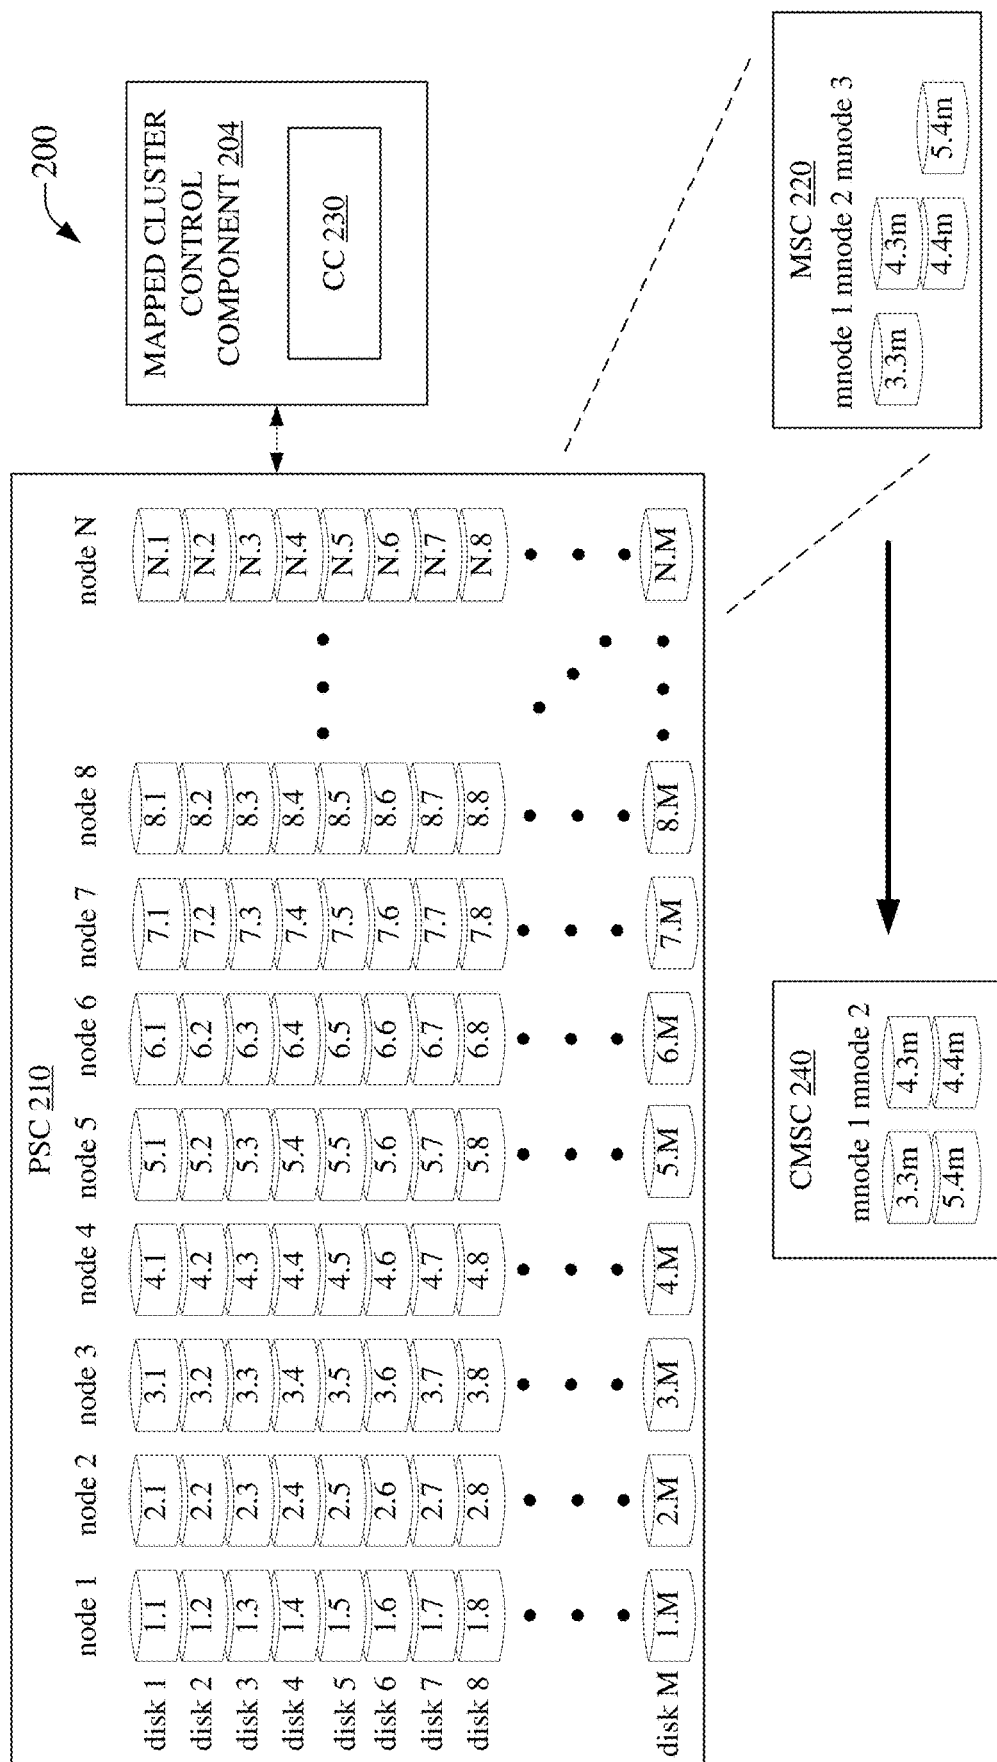 200
PSC 210
node 1 node 2 node 3 node 4 node 5 node 6 node 7 node 8 node N
disk 1 1.1 2.1 3.1 4.1 5.1 6.1 7.1 8.1 N.1
disk 2 1.2 2.2 3.2 4.2 5.2 6.2 7.2 8.2 N.2
disk 3 1.3 2.3 3.3 4.3 5.3 6.3 7.3 8.3 N.3
disk 4 1.4 2.4 3.4 4.4 5.4 6.4 7.4 8.4 N.4
disk 5 1.5 2.5 3.5 4.5 5.5 6.5 7.5 8.5 N.5
disk 6 1.6 2.6 3.6 4.6 5.6 6.6 7.6 8.6 N.6
disk 7 1.7 2.7 3.7 4.7 5.7 6.7 7.7 8.7 N.7
disk 8 1.8 2.8 3.8 4.8 5.8 6.8 7.8 8.8 N.8
disk M 1.M 2.M 3.M 4.M 5.M 6.M 7.M 8.M N.M
MAPPED CLUSTER
CONTROL
COMPONENT 204
CC 230
CMSC 240
mnode 1 mnode 2
3.3m 4.3m
5.4m 4.4m
MSC 220
mnode 1 mnode 2 mnode 3
3.3m 4.3m
4.4m 5.4m